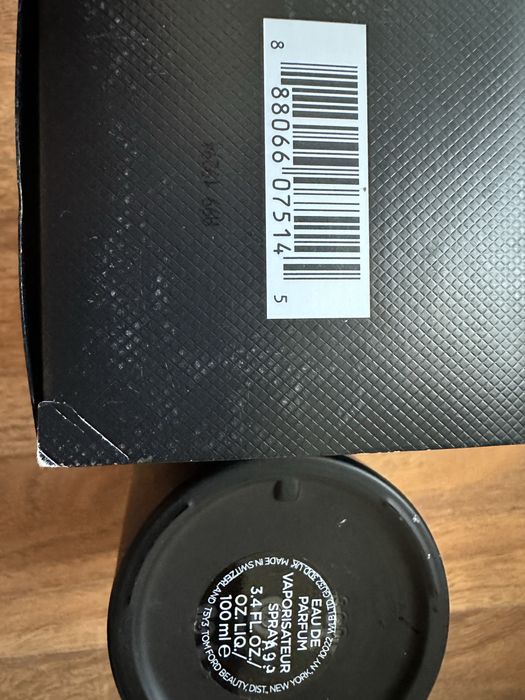 8 88066 07514 5
EAU DE
PARFUM
VAPORISATEUR
SPRAY
3.4 FL.OZ./
OZ. LIQ./
100 ml ℮
MADE IN SWITZERLAND T5Y3 TOM FORD BEAUTY, DIST. NEW YORK, NY 10022